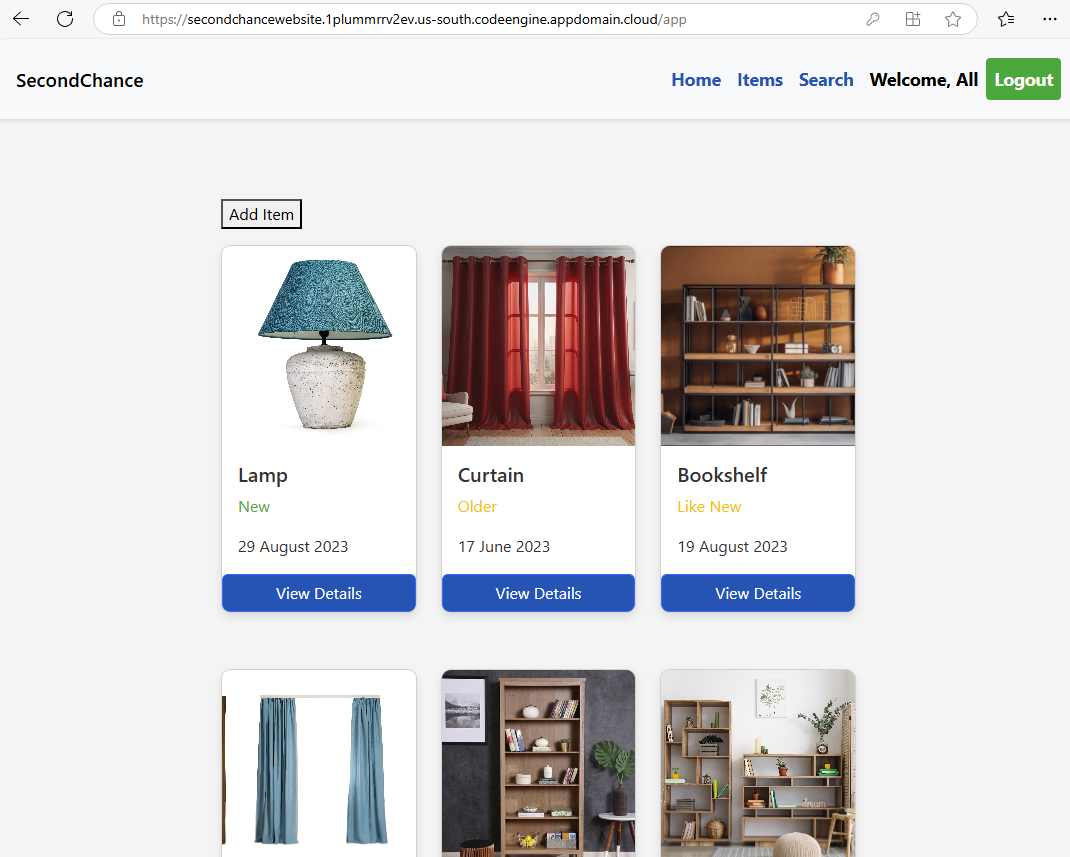 https://secondchancewebsite.1plummrrv2ev.us-south.codeengine.appdomain.cloud/app
SecondChance Home Items Search Welcome, All Logout
Add Item
Lamp Curtain Bookshelf
New Older Like New
29 August 2023 17 June 2023 19 August 2023
View Details View Details View Details
dream